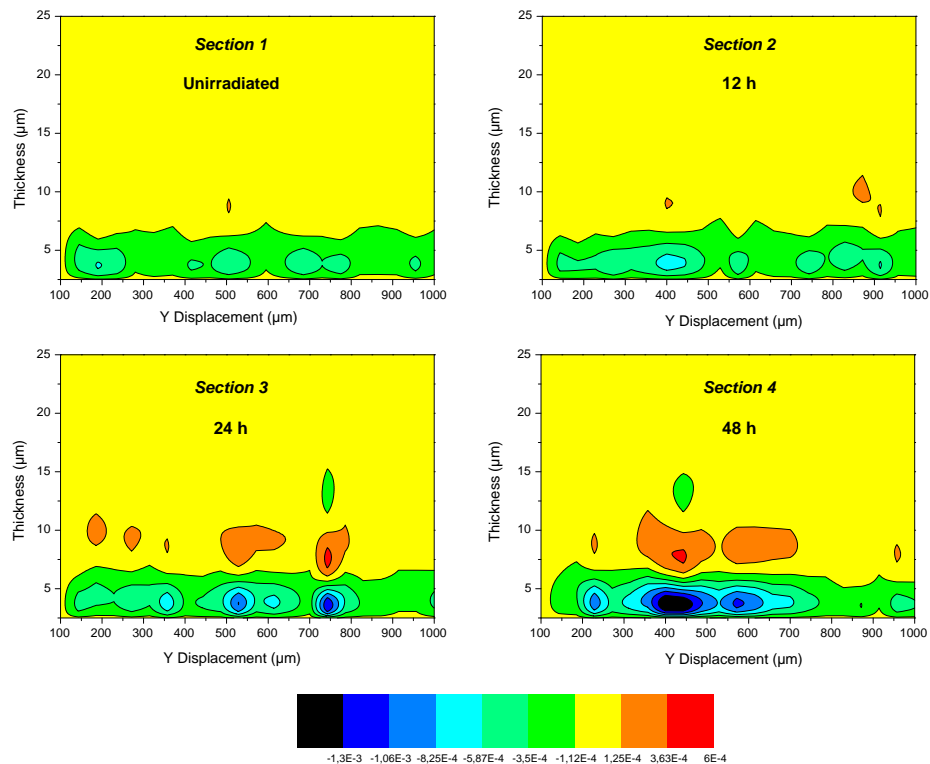 25
20
15
10
5
Thickness (µm)
Section 1
Unirradiated
100 200 300 400 500 600 700 800 900 1000
Y Displacement (µm)
25
20
15
10
5
Thickness (µm)
Section 2
12 h
100 200 300 400 500 600 700 800 900 1000
Y Displacement (µm)
25
20
15
10
5
Thickness (µm)
Section 3
24 h
100 200 300 400 500 600 700 800 900 1000
Y Displacement (µm)
25
20
15
10
5
Thickness (µm)
Section 4
48 h
100 200 300 400 500 600 700 800 900 1000
Y Displacement (µm)
-1,3E-3 -1,06E-3 -8,25E-4 -5,87E-4 -3,5E-4 -1,12E-4 1,25E-4 3,63E-4 6E-4